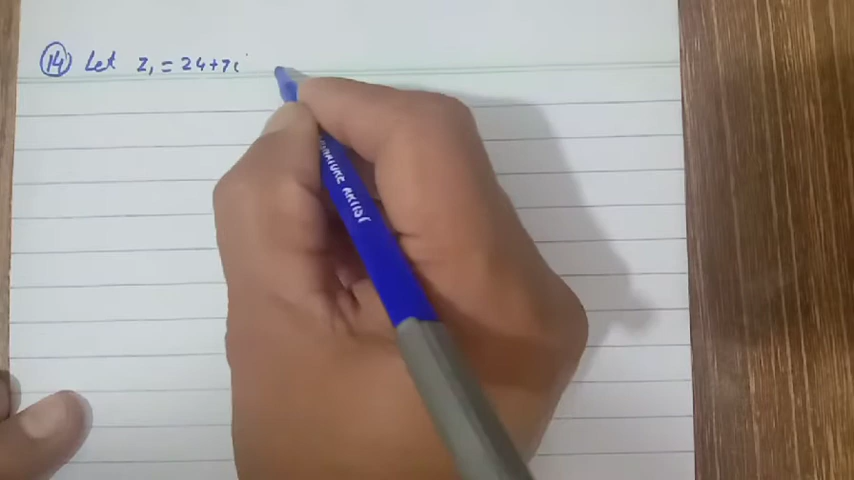 14 Let z₁ = 24+7i